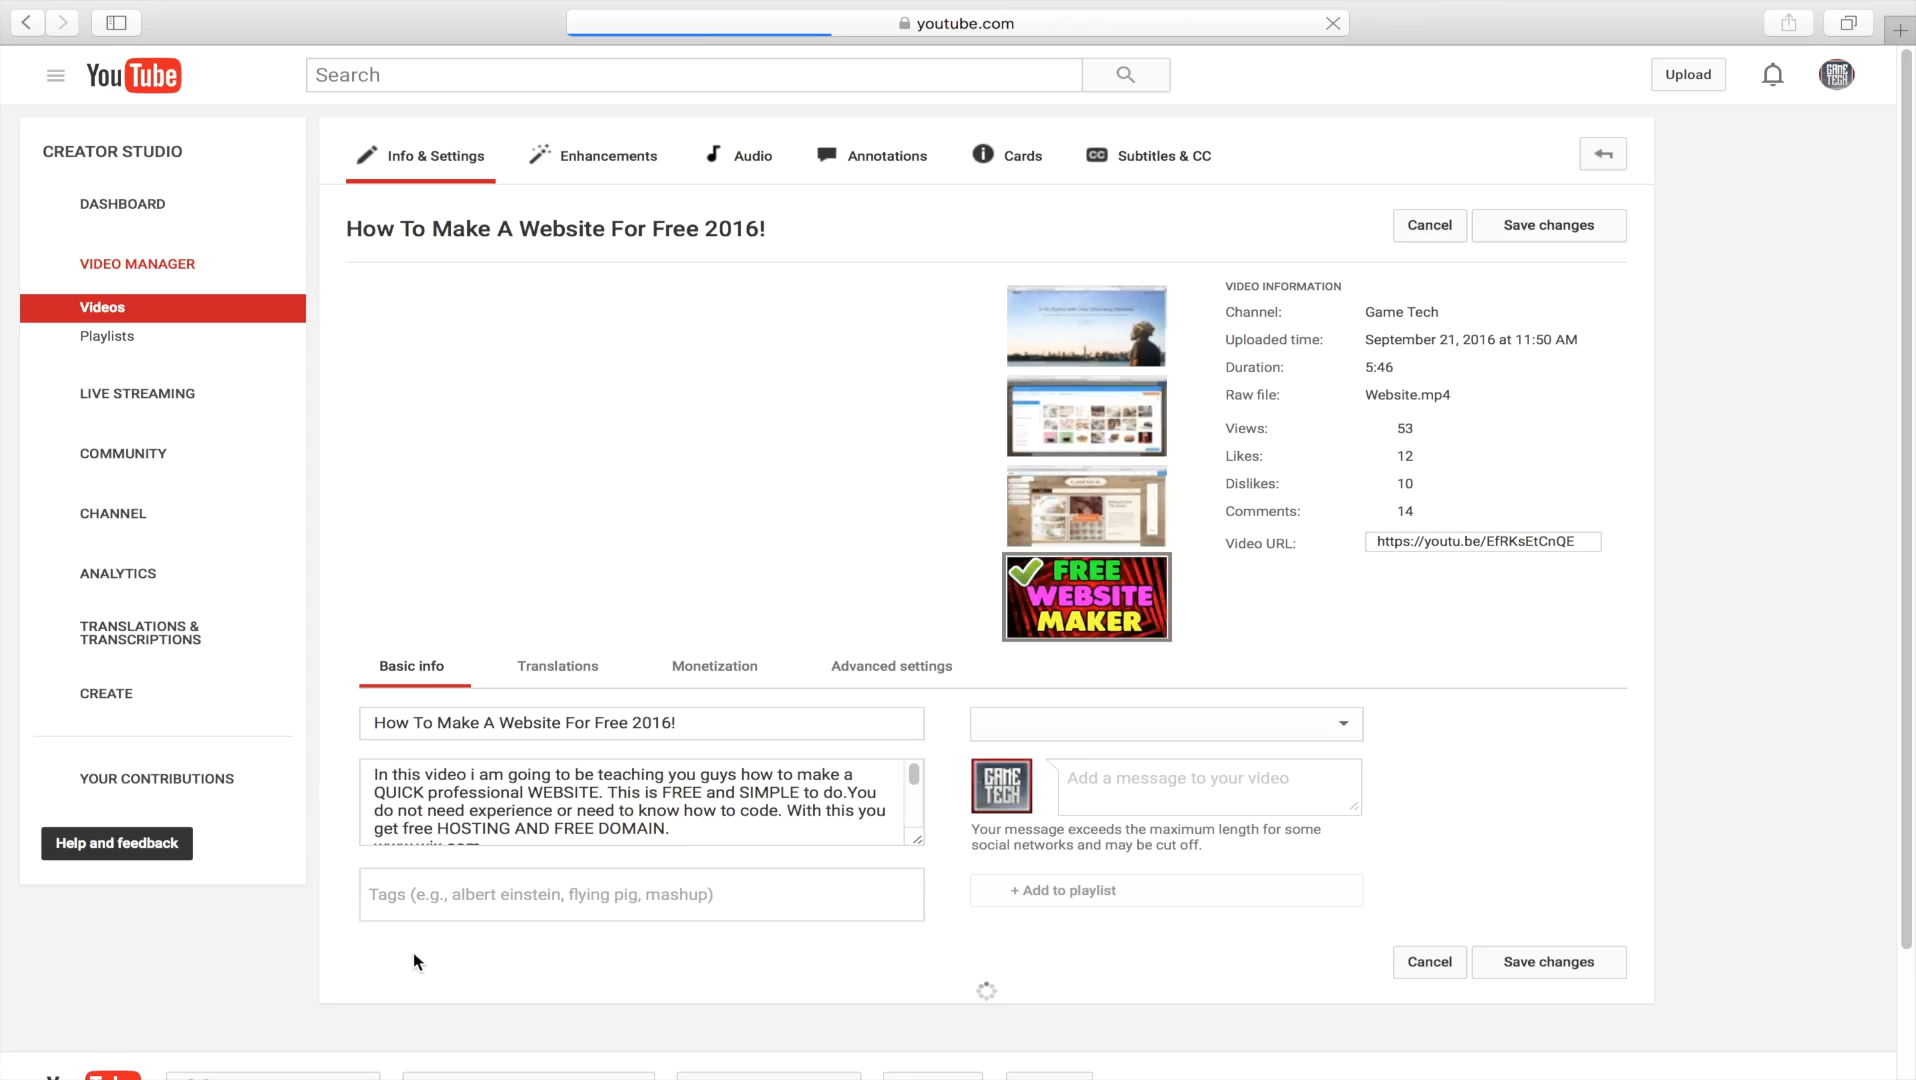 youtube.com
YouTube
Search
Upload
GAME
TECH
CREATOR STUDIO
DASHBOARD
VIDEO MANAGER
Videos
Playlists
LIVE STREAMING
COMMUNITY
CHANNEL
ANALYTICS
TRANSLATIONS &
TRANSCRIPTIONS
CREATE
YOUR CONTRIBUTIONS
Help and feedback
Info & Settings
Enhancements
Audio
Annotations
Cards
CC Subtitles & CC
How To Make A Website For Free 2016!
Cancel
Save changes
VIDEO INFORMATION
Channel: Game Tech
Uploaded time: September 21, 2016 at 11:50 AM
Duration: 5:46
Raw file: Website.mp4
Views: 53
Likes: 12
Dislikes: 10
Comments: 14
Video URL: https://youtu.be/EfRKsEtCnQE
FREE
WEBSITE
MAKER
Basic info
Translations
Monetization
Advanced settings
How To Make A Website For Free 2016!
In this video i am going to be teaching you guys how to make a
QUICK professional WEBSITE. This is FREE and SIMPLE to do.You
do not need experience or need to know how to code. With this you
get free HOSTING AND FREE DOMAIN.
www.wix.com
Tags (e.g., albert einstein, flying pig, mashup)
GAME
TECH
Add a message to your video
Your message exceeds the maximum length for some
social networks and may be cut off.
+ Add to playlist
Cancel
Save changes